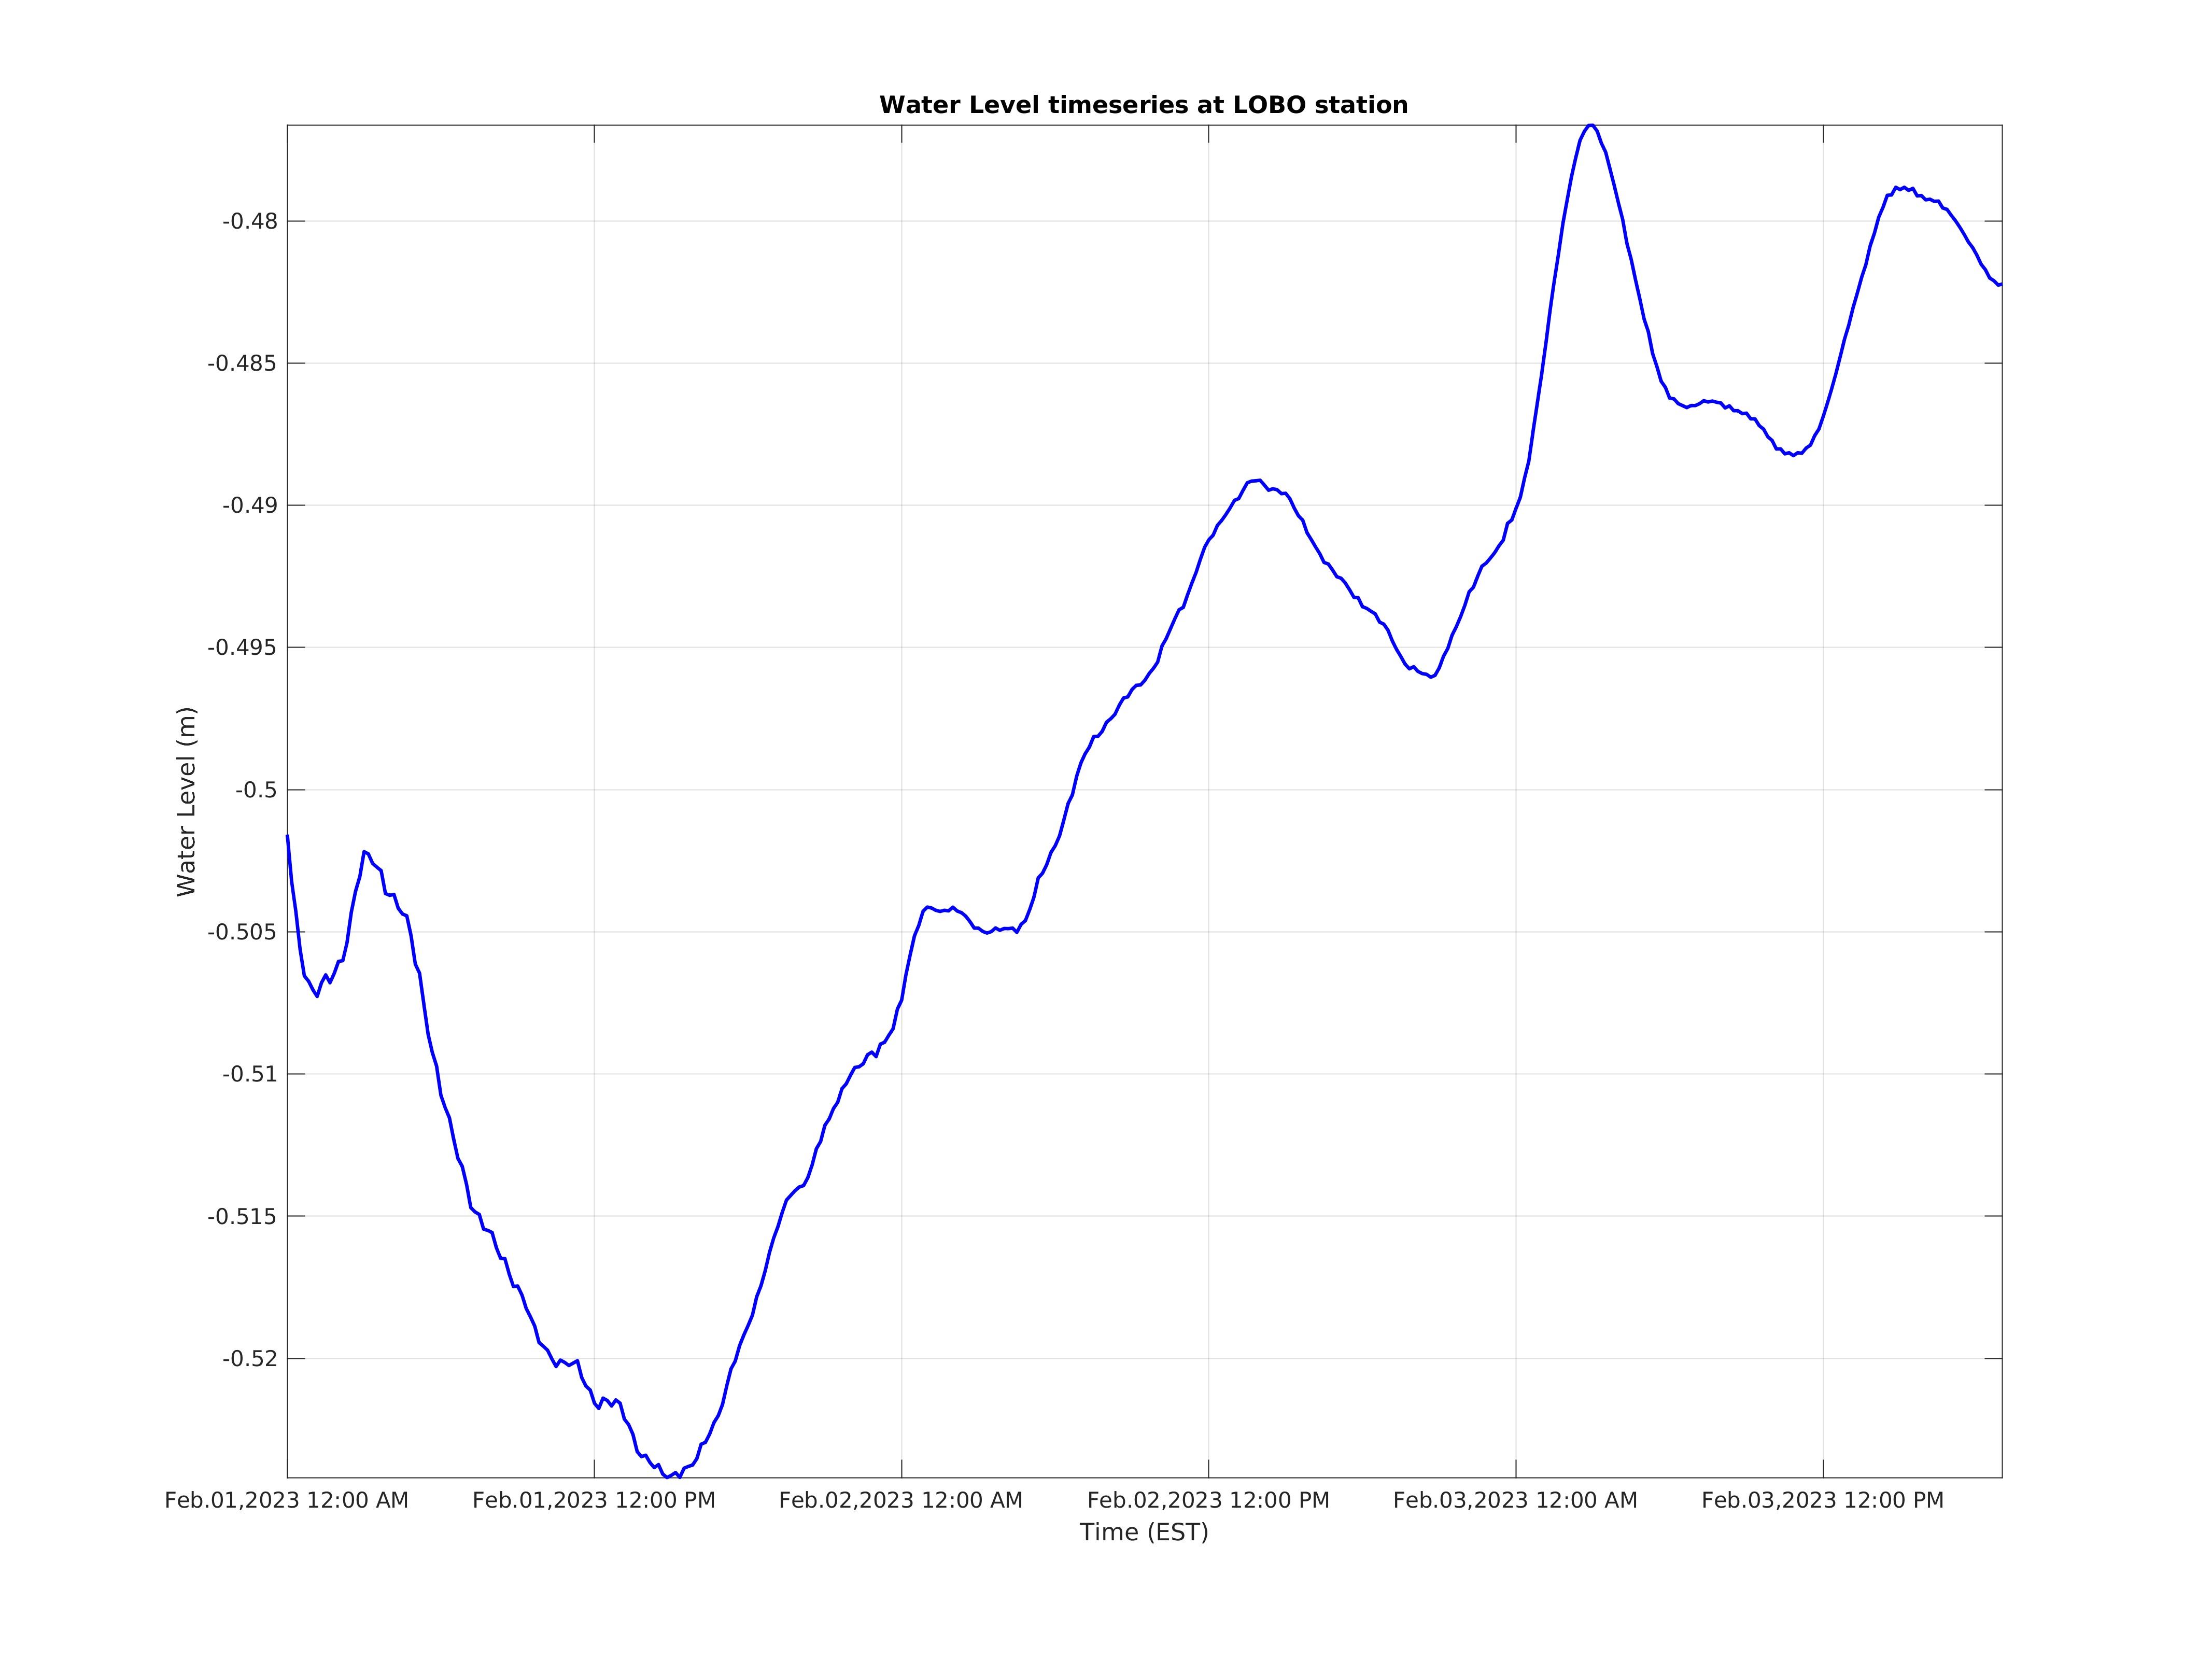 Water Level timeseries at LOBO station
-0.48
-0.485
-0.49
-0.495
-0.5
-0.505
-0.51
-0.515
-0.52
Water Level (m)
Feb.01,2023 12:00 AM
Feb.01,2023 12:00 PM
Feb.02,2023 12:00 AM
Feb.02,2023 12:00 PM
Feb.03,2023 12:00 AM
Feb.03,2023 12:00 PM
Time (EST)